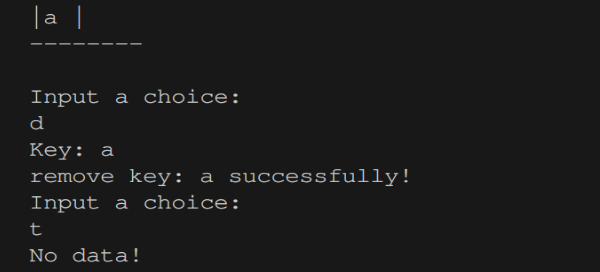 |a |
--------
Input a choice:
d
Key: a
remove key: a successfully!
Input a choice:
t
No data!